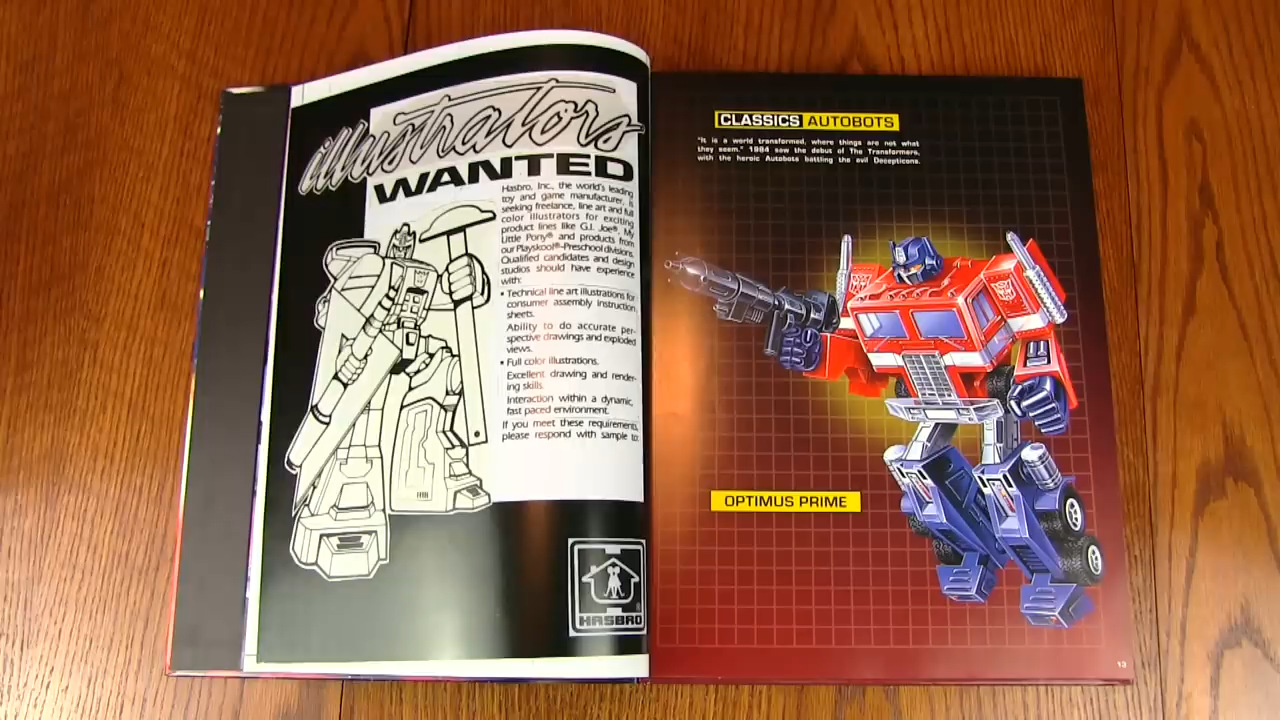 illustrators
WANTED
Hasbro, Inc., the world's leading
toy and game manufacturer, is
seeking freelance, line art and full
color illustrators for exciting
product lines like G.I. Joe®, My
Little Pony® and products from
our Playskool®-Preschool divisions.
Qualified candidates and design
studios should have experience
with:
• Technical line art illustrations for
consumer assembly instruction
sheets.
Ability to do accurate per-
spective drawings and exploded
views.
• Full color illustrations.
Excellent drawing and render-
ing skills.
Interaction within a dynamic,
fast paced environment.
If you meet these requirements,
please respond with sample to:
HASBRO
CLASSICS AUTOBOTS
"It is a world transformed, where things are not what
they seem." 1984 saw the debut of The Transformers,
with the heroic Autobots battling the evil Decepticons.
OPTIMUS PRIME
13